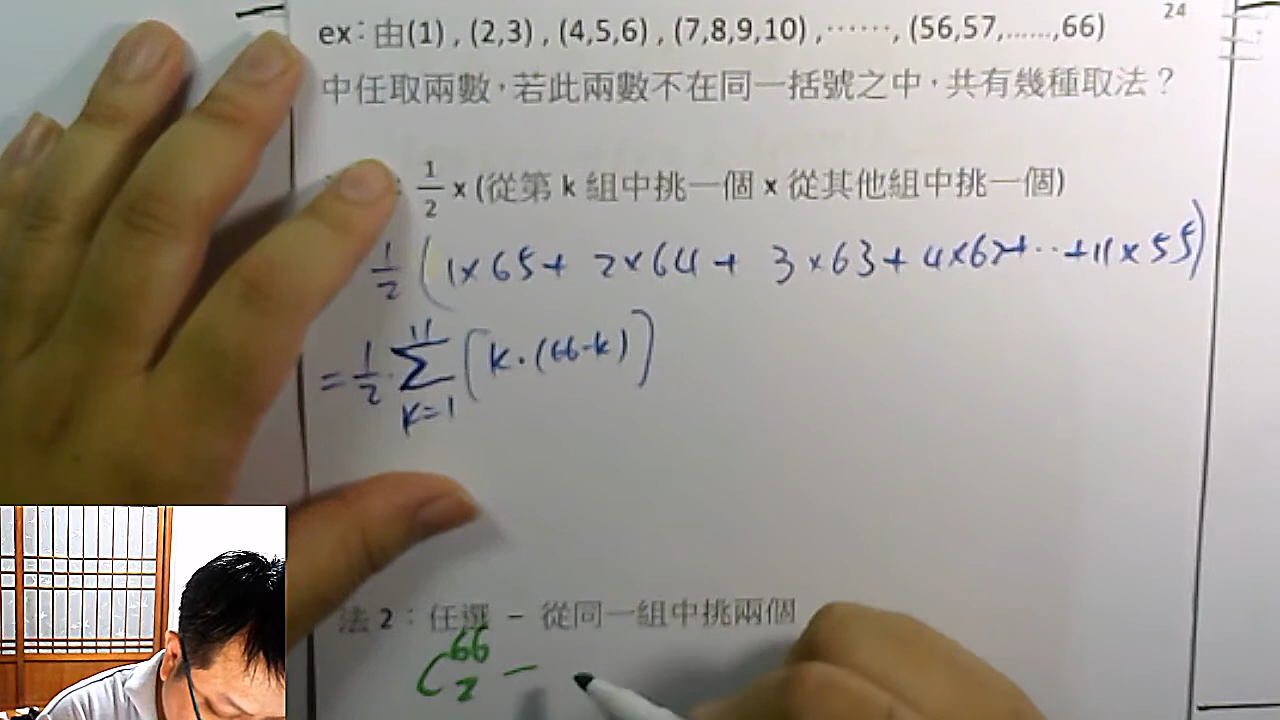 24
ex：由(1) , (2,3) , (4,5,6) , (7,8,9,10) ,⋯⋯, (56,57,......,66)
中任取兩數，若此兩數不在同一括號之中，共有幾種取法？
: 1/2 x (從第 k 組中挑一個 x 從其他組中挑一個)
1/2 (1×65+ 2×64+ 3×63+ 4×62+ ⋯ +11×55)
= 1/2 · Σ_{k=1}^{11} [k·(66-k)]
法 2：任選 – 從同一組中挑兩個
C^{66}_{2} −